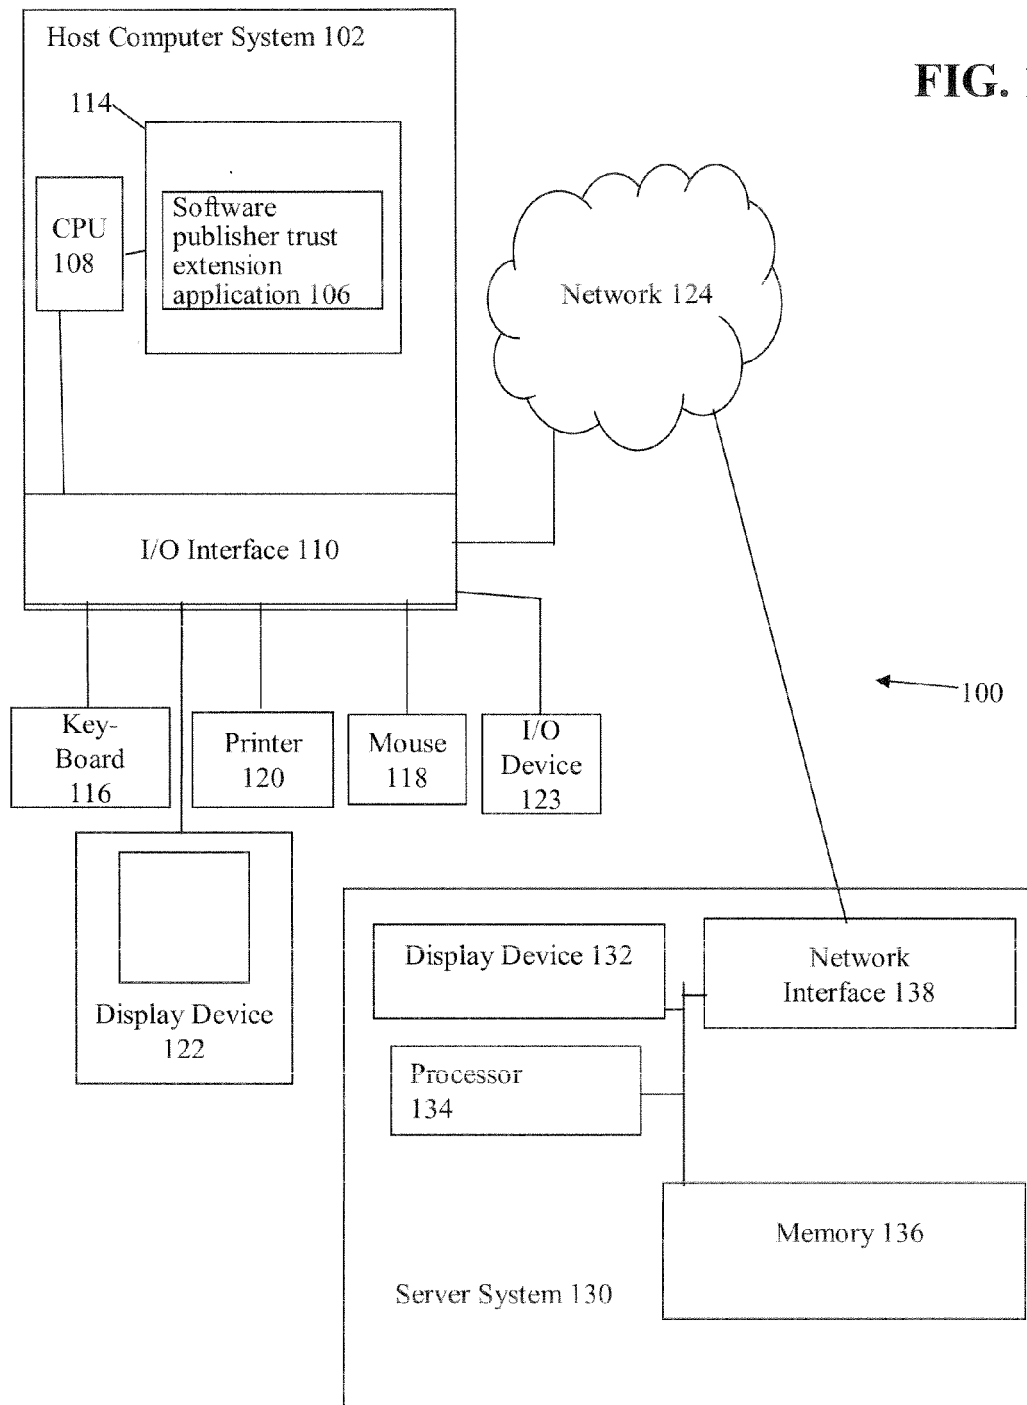 Host Computer System 102
FIG.
114
CPU
108
Software
publisher trust
extension
application 106
Network 124
I/O Interface 110
100
Key-
Board
116
Printer
120
Mouse
118
I/O
Device
123
Display Device
122
Display Device 132
Network
Interface 138
Processor
134
Memory 136
Server System 130